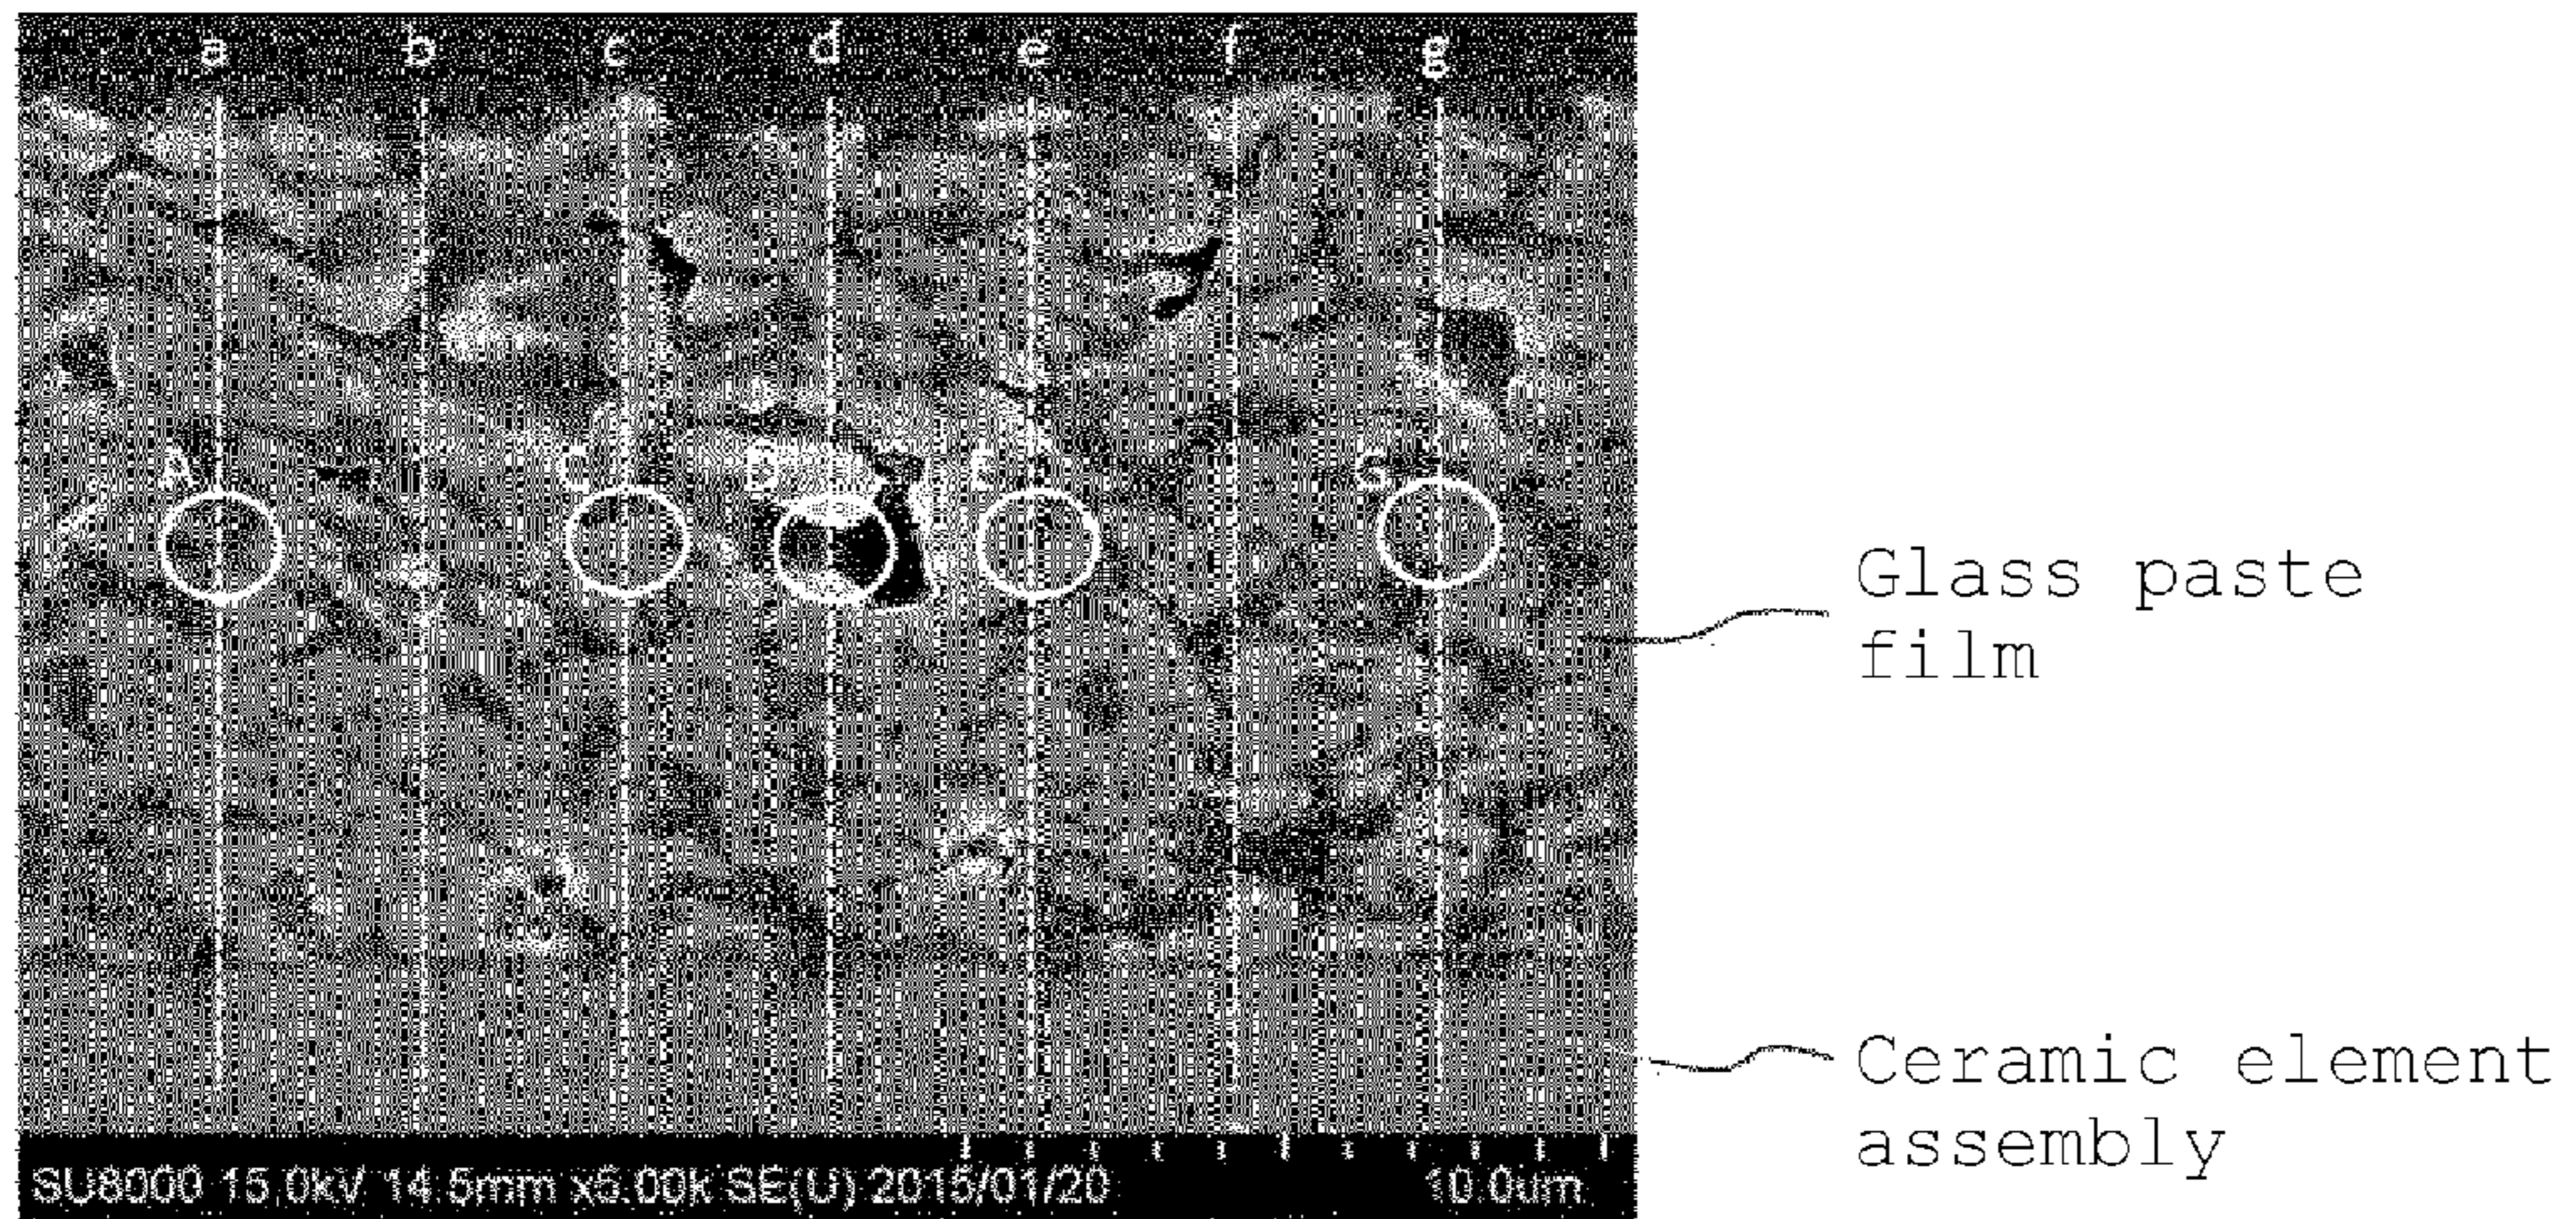 a b c d e f g
A C D E G
Glass paste
film
Ceramic element
assembly
SU8000 15.0kV 14.5mm x5.00k SE(U) 2015/01/20 10.0um